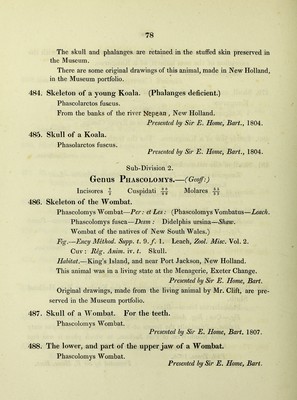 78
The skull and phalanges are retained in the stuffed skin preserved in
the Museum.
There are some original drawings of this animal, made in New Holland,
in the Museum portfolio.
484. Skeleton of a young Koala. (Phalanges deficient.)
Phascolarctos fuscus.
From the banks of the river Nepean, New Holland.
Presented by Sir E. Home, Bart., 1804.
485. Skull of a Koala.
Phasolarctos fuscus.
Presented by Sir E. Home, Bart., 1804.
Sub-Division 2.
Genus PHASCOLOMYS.—(Geoff:)
Incisores Cuspidati Molares
486. Skeleton of the Wombat.
Phascolomys Wombat—Per: et Les: (Phascolomys Vombatus—Leach.
Phascolomys fusca—Desm: Didelphis ursina—Shaw.
Wombat of the natives of New South Wales.)
Fig.—Ency Méthod. Supp. t. 9. f. 1. Leach, Zool. Misc. Vol. 2.
Cuv: Règ. Anim. iv. t. Skull.
Habitat.—King's Island, and near Port Jackson, New Holland.
This animal was in a living state at the Menagerie, Exeter Change.
Presented by Sir E. Home, Bart.
Original drawings, made from the living animal by Mr. Clift, are pre-
served in the Museum portfolio.
487. Skull of a Wombat. For the teeth.
Phascolomys Wombat.
Presented by Sir E. Home, Bart. 1807.
488. The lower, and part of the upper jaw of a Wombat.
Phascolomys Wombat.
Presented by Sir E. Home, Bart.